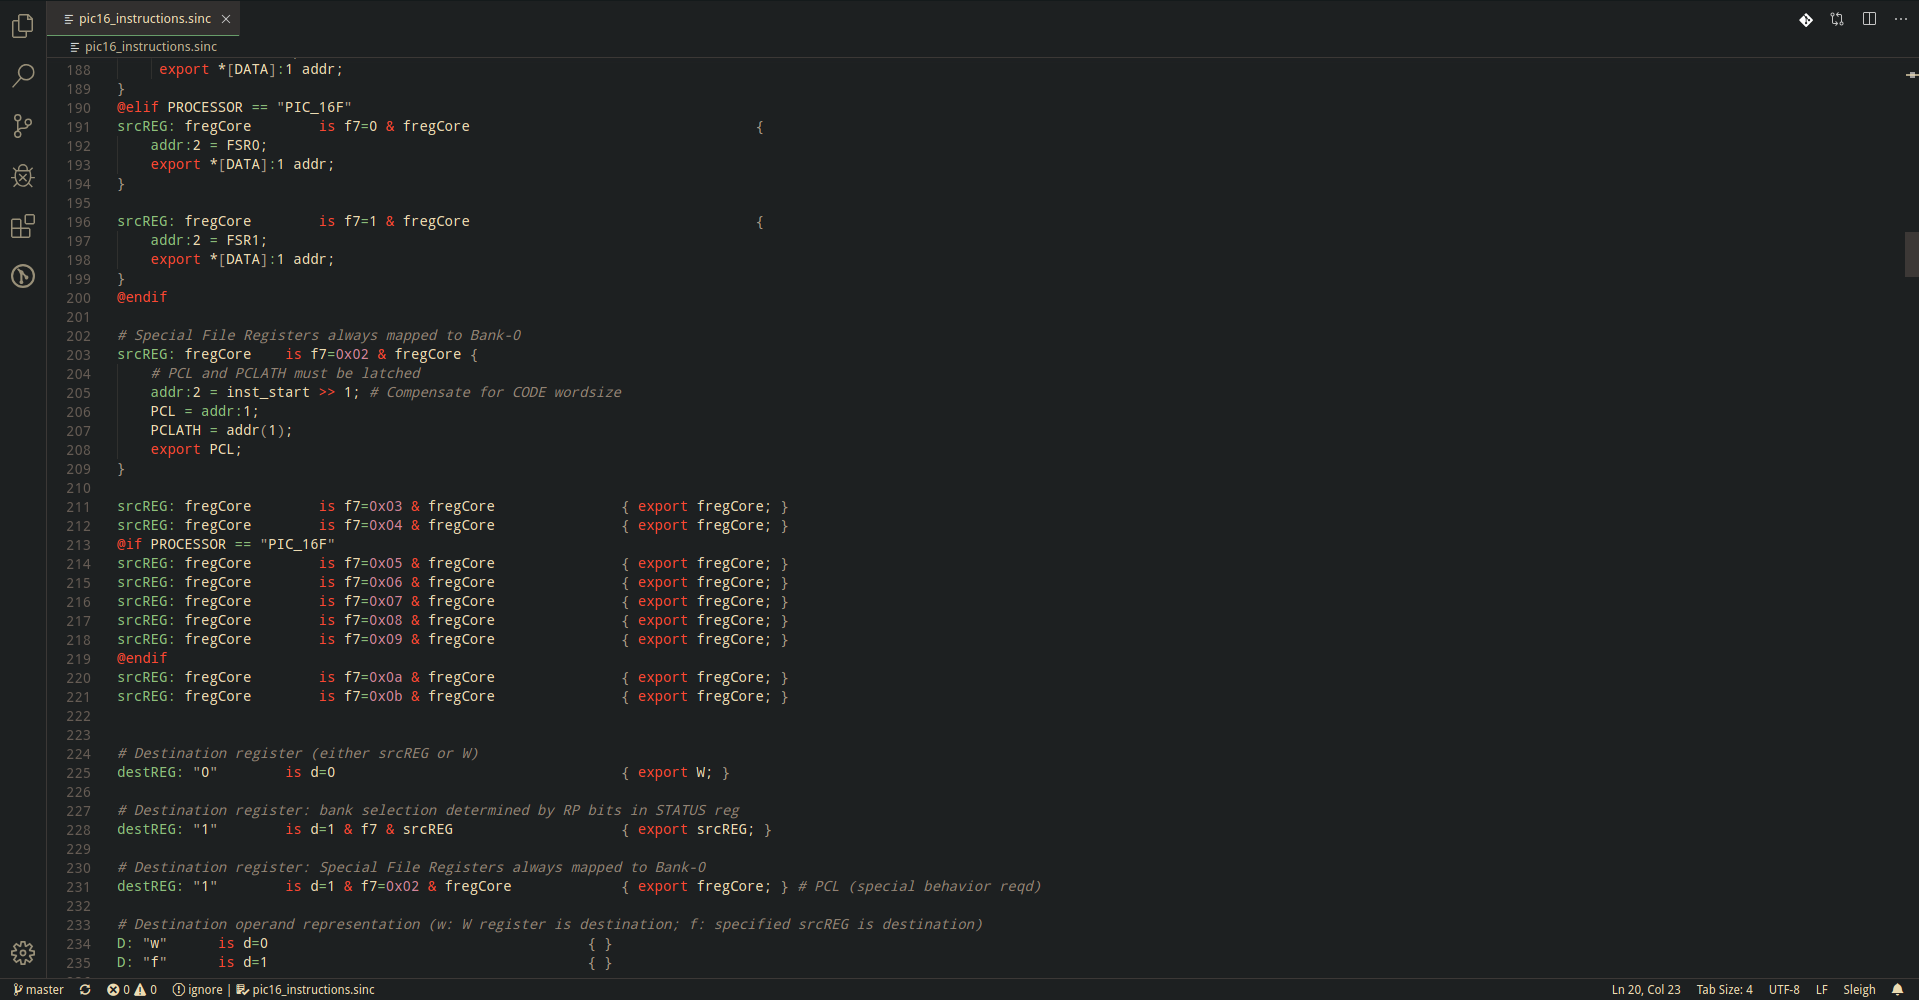 pic16_instructions.sinc
pic16_instructions.sinc
188 export *[DATA]:1 addr;
189 }
190 @elif PROCESSOR == "PIC_16F"
191 srcREG: fregCore is f7=0 & fregCore {
192 addr:2 = FSR0;
193 export *[DATA]:1 addr;
194 }
195
196 srcREG: fregCore is f7=1 & fregCore {
197 addr:2 = FSR1;
198 export *[DATA]:1 addr;
199 }
200 @endif
201
202 # Special File Registers always mapped to Bank-0
203 srcREG: fregCore is f7=0x02 & fregCore {
204 # PCL and PCLATH must be latched
205 addr:2 = inst_start >> 1; # Compensate for CODE wordsize
206 PCL = addr:1;
207 PCLATH = addr(1);
208 export PCL;
209 }
210
211 srcREG: fregCore is f7=0x03 & fregCore { export fregCore; }
212 srcREG: fregCore is f7=0x04 & fregCore { export fregCore; }
213 @if PROCESSOR == "PIC_16F"
214 srcREG: fregCore is f7=0x05 & fregCore { export fregCore; }
215 srcREG: fregCore is f7=0x06 & fregCore { export fregCore; }
216 srcREG: fregCore is f7=0x07 & fregCore { export fregCore; }
217 srcREG: fregCore is f7=0x08 & fregCore { export fregCore; }
218 srcREG: fregCore is f7=0x09 & fregCore { export fregCore; }
219 @endif
220 srcREG: fregCore is f7=0x0a & fregCore { export fregCore; }
221 srcREG: fregCore is f7=0x0b & fregCore { export fregCore; }
222
223
224 # Destination register (either srcREG or W)
225 destREG: "0" is d=0 { export W; }
226
227 # Destination register: bank selection determined by RP bits in STATUS reg
228 destREG: "1" is d=1 & f7 & srcREG { export srcREG; }
229
230 # Destination register: Special File Registers always mapped to Bank-0
231 destREG: "1" is d=1 & f7=0x02 & fregCore { export fregCore; } # PCL (special behavior reqd)
232
233 # Destination operand representation (w: W register is destination; f: specified srcREG is destination)
234 D: "w" is d=0 { }
235 D: "f" is d=1 { }
master 0 0 ignore | pic16_instructions.sinc Ln 20, Col 23 Tab Size: 4 UTF-8 LF Sleigh